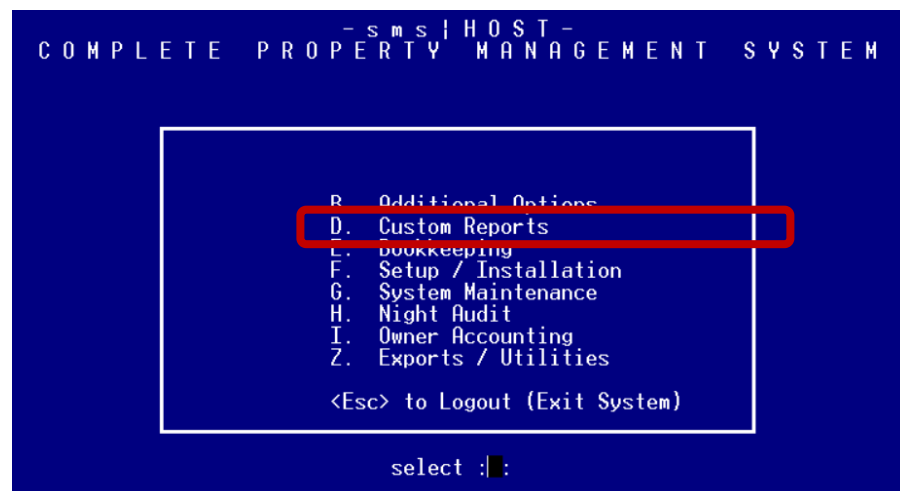 -sms|HOST-
COMPLETE PROPERTY MANAGEMENT SYSTEM
B. Additional Options
D. Custom Reports
E. Bookkeeping
F. Setup / Installation
G. System Maintenance
H. Night Audit
I. Owner Accounting
Z. Exports / Utilities
<Esc> to Logout (Exit System)
select : :